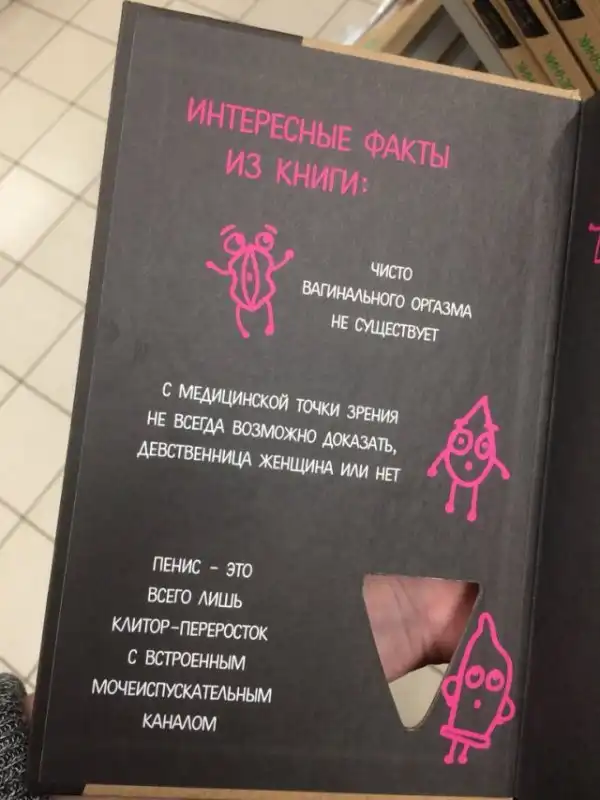 ИНТЕРЕСНЫЕ ФАКТЫ
ИЗ КНИГИ:
ЧИСТО
ВАГИНАЛЬНОГО ОРГАЗМА
НЕ СУЩЕСТВУЕТ
С МЕДИЦИНСКОЙ ТОЧКИ ЗРЕНИЯ
НЕ ВСЕГДА ВОЗМОЖНО ДОКАЗАТЬ,
ДЕВСТВЕННИЦА ЖЕНЩИНА ИЛИ НЕТ
ПЕНИС - ЭТО
ВСЕГО ЛИШЬ
КЛИТОР-ПЕРЕРОСТОК
С ВСТРОЕННЫМ
МОЧЕИСПУСКАТЕЛЬНЫМ
КАНАЛОМ